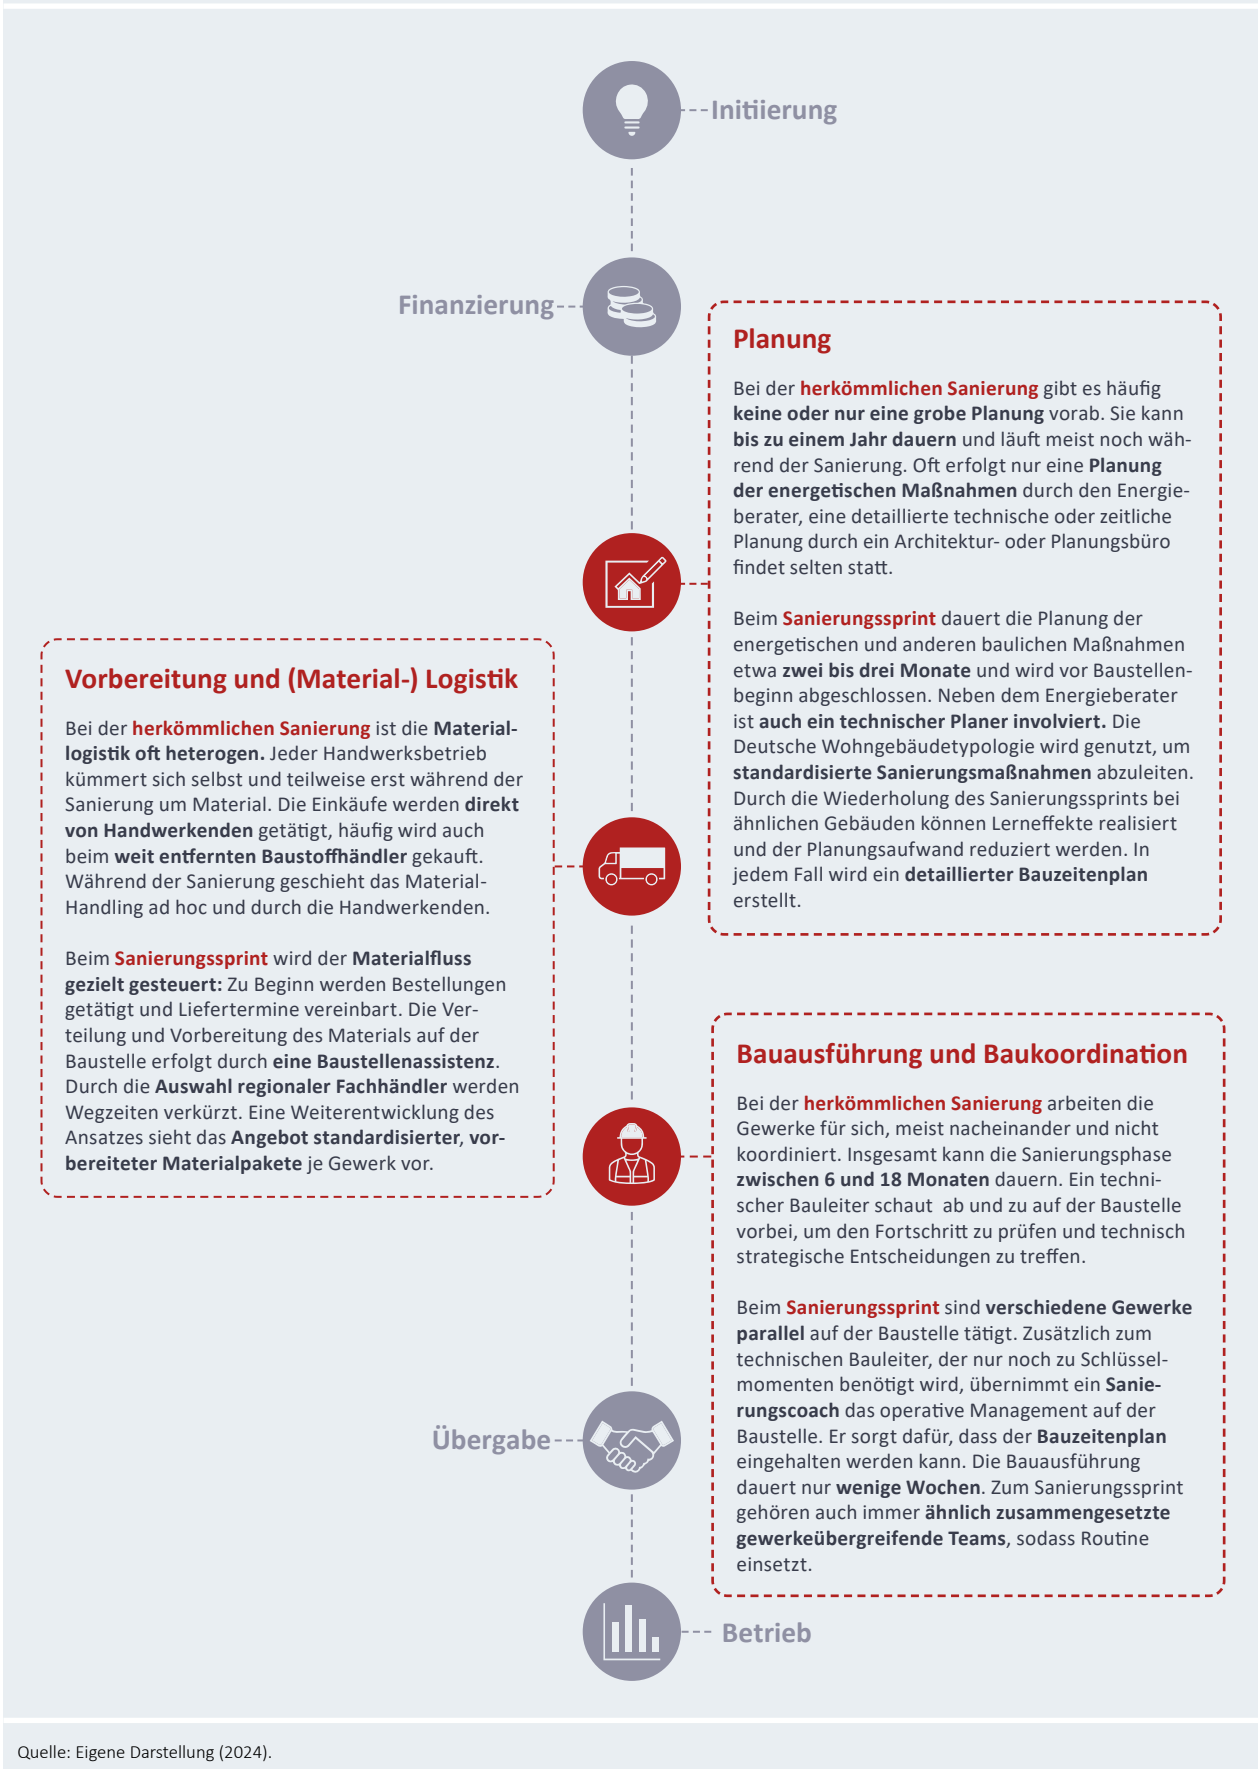 Initiierung
Finanzierung
Planung
Bei der herkömmlichen Sanierung gibt es häufig
keine oder nur eine grobe Planung vorab. Sie kann
bis zu einem Jahr dauern und läuft meist noch wäh-
rend der Sanierung. Oft erfolgt nur eine Planung
der energetischen Maßnahmen durch den Energie-
berater, eine detaillierte technische oder zeitliche
Planung durch ein Architektur- oder Planungsbüro
findet selten statt.
Beim Sanierungssprint dauert die Planung der
energetischen und anderen baulichen Maßnahmen
etwa zwei bis drei Monate und wird vor Baustellen-
beginn abgeschlossen. Neben dem Energieberater
ist auch ein technischer Planer involviert. Die
Deutsche Wohngebäudetypologie wird genutzt, um
standardisierte Sanierungsmaßnahmen abzuleiten.
Durch die Wiederholung des Sanierungssprints bei
ähnlichen Gebäuden können Lerneffekte realisiert
und der Planungsaufwand reduziert werden. In
jedem Fall wird ein detaillierter Bauzeitenplan
erstellt.
Vorbereitung und (Material-) Logistik
Bei der herkömmlichen Sanierung ist die Material-
logistik oft heterogen. Jeder Handwerksbetrieb
kümmert sich selbst und teilweise erst während der
Sanierung um Material. Die Einkäufe werden direkt
von Handwerkenden getätigt, häufig wird auch
beim weit entfernten Baustoffhändler gekauft.
Während der Sanierung geschieht das Material-
Handling ad hoc und durch die Handwerkenden.
Beim Sanierungssprint wird der Materialfluss
gezielt gesteuert: Zu Beginn werden Bestellungen
getätigt und Liefertermine vereinbart. Die Ver-
teilung und Vorbereitung des Materials auf der
Baustelle erfolgt durch eine Baustellenassistenz.
Durch die Auswahl regionaler Fachhändler werden
Wegzeiten verkürzt. Eine Weiterentwicklung des
Ansatzes sieht das Angebot standardisierter, vor-
bereiteter Materialpakete je Gewerk vor.
Bauausführung und Baukoordination
Bei der herkömmlichen Sanierung arbeiten die
Gewerke für sich, meist nacheinander und nicht
koordiniert. Insgesamt kann die Sanierungsphase
zwischen 6 und 18 Monaten dauern. Ein techni-
scher Bauleiter schaut ab und zu auf der Baustelle
vorbei, um den Fortschritt zu prüfen und technisch
strategische Entscheidungen zu treffen.
Beim Sanierungssprint sind verschiedene Gewerke
parallel auf der Baustelle tätigt. Zusätzlich zum
technischen Bauleiter, der nur noch zu Schlüssel-
momenten benötigt wird, übernimmt ein Sanie-
rungscoach das operative Management auf der
Baustelle. Er sorgt dafür, dass der Bauzeitenplan
eingehalten werden kann. Die Bauausführung
dauert nur wenige Wochen. Zum Sanierungssprint
gehören auch immer ähnlich zusammengesetzte
gewerkeübergreifende Teams, sodass Routine
einsetzt.
Übergabe
Betrieb
Quelle: Eigene Darstellung (2024).